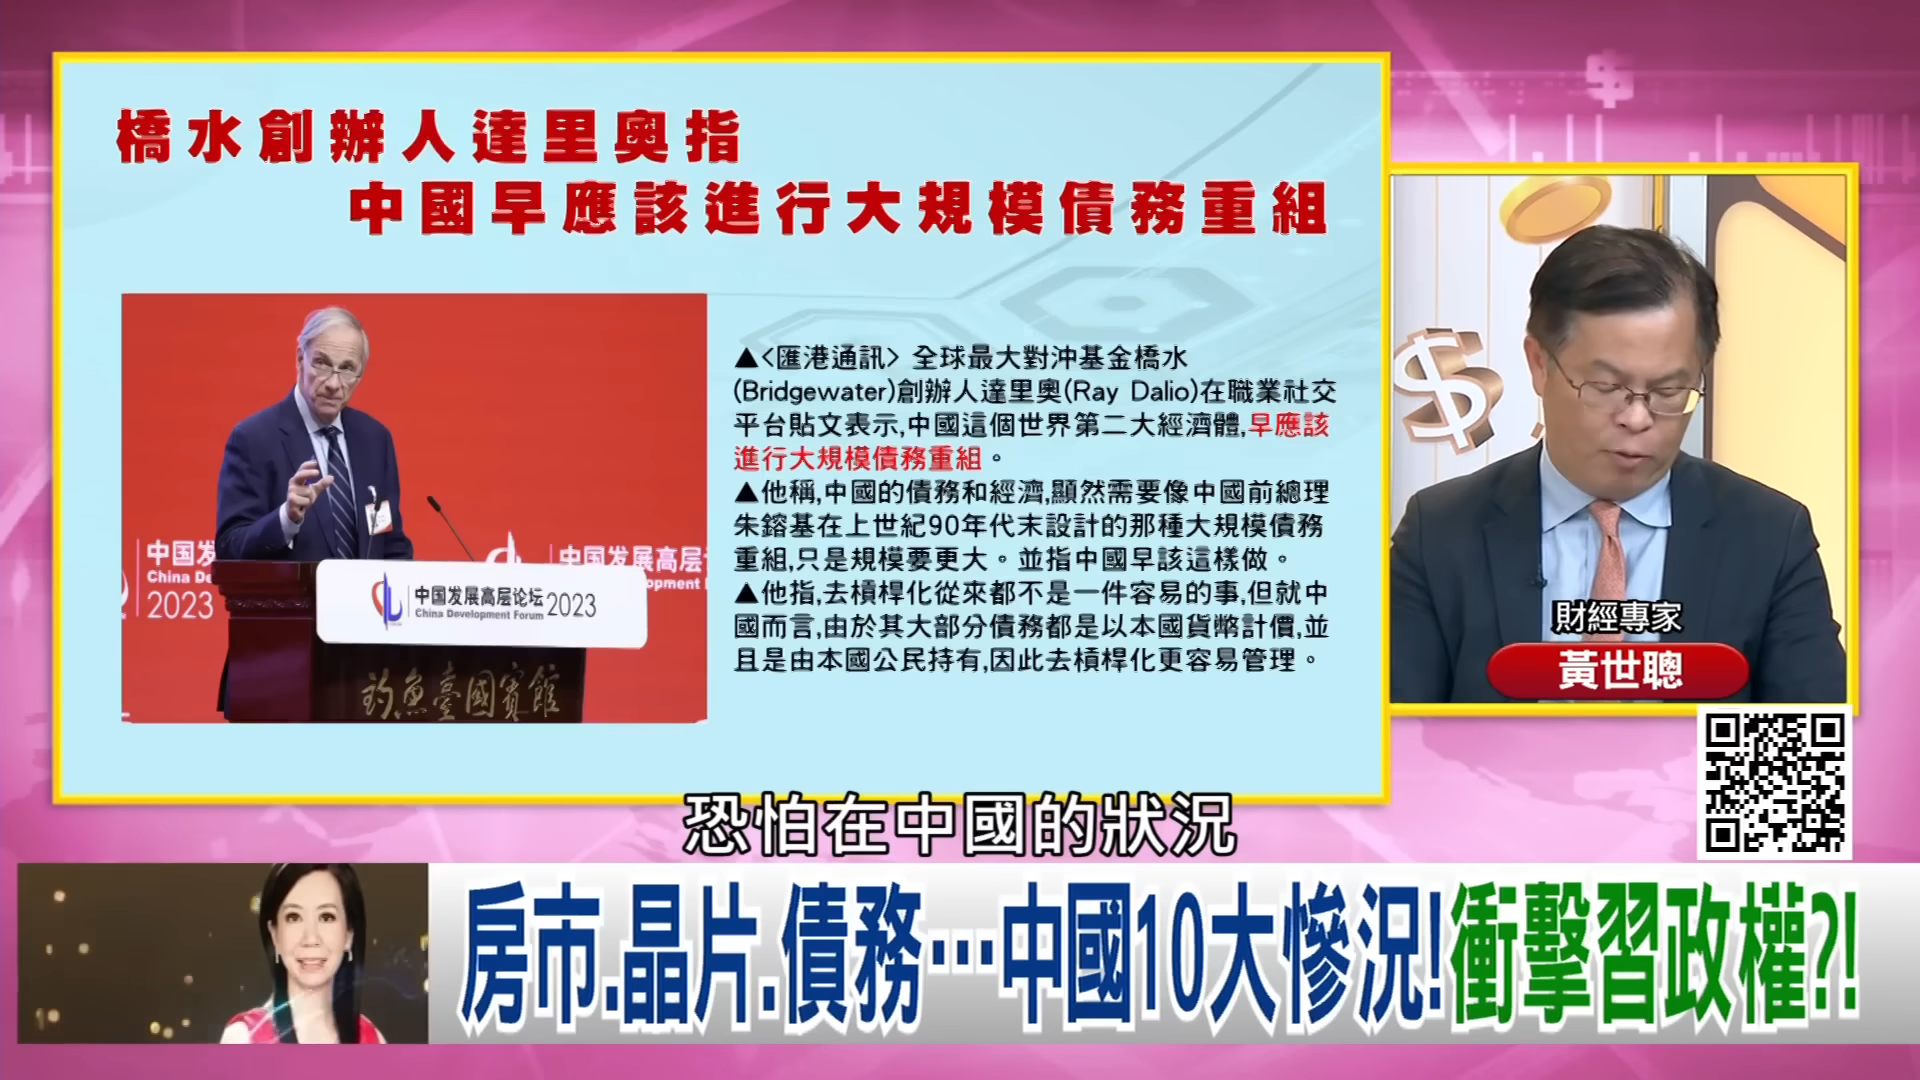 橋水創辦人達里奧指
中國早應該進行大規模債務重組
▲<匯港通訊> 全球最大對沖基金橋水
(Bridgewater)創辦人達里奧(Ray Dalio)在職業社交
平台貼文表示,中國這個世界第二大經濟體,早應該
進行大規模債務重組。
▲他稱,中國的債務和經濟,顯然需要像中國前總理
朱鎔基在上世紀90年代末設計的那種大規模債務
重組,只是規模要更大。並指中國早該這樣做。
▲他指,去槓桿化從來都不是一件容易的事,但就中
國而言,由於其大部分債務都是以本國貨幣計價,並
且是由本國公民持有,因此去槓桿化更容易管理。
中国发
China De
2023
中国发展高层论
opment F
中国发展高层论坛
China Development Forum 2023
釣魚臺國賓館
財經專家
黃世聰
恐怕在中國的狀況
房市.晶片.債務…中國10大慘況!衝擊習政權?!